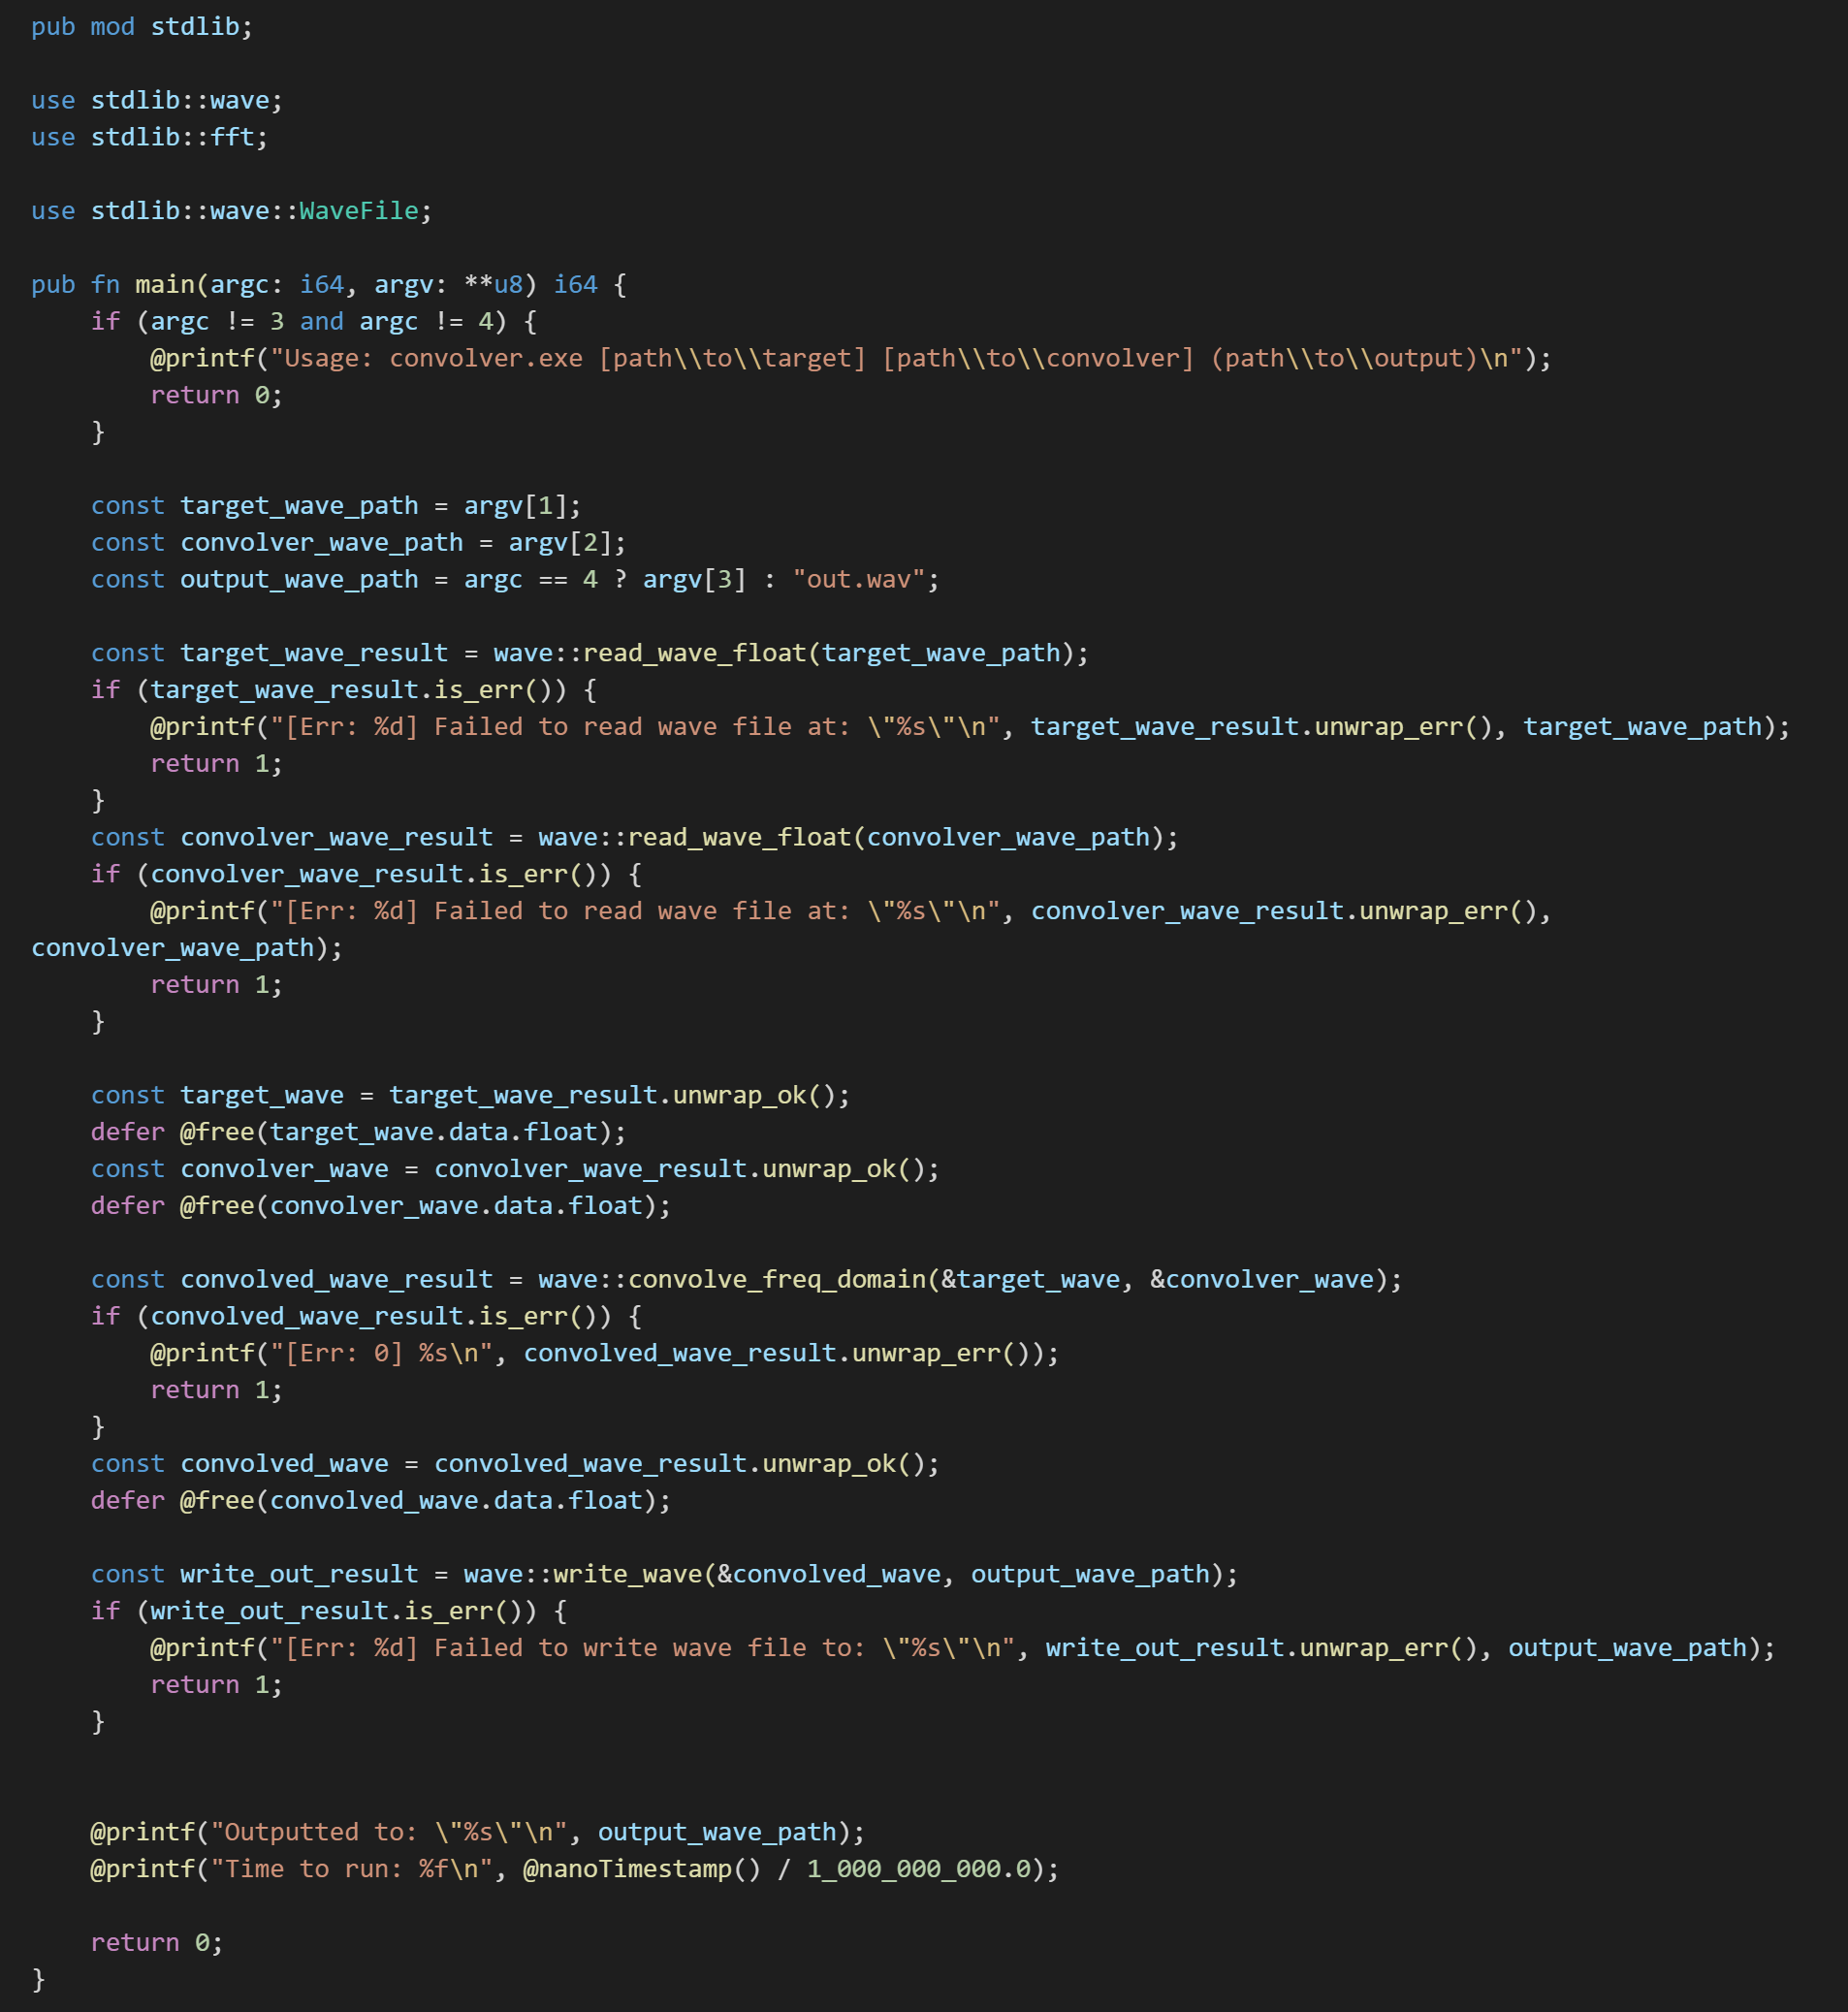 pub mod stdlib;

use stdlib::wave;
use stdlib::fft;

use stdlib::wave::WaveFile;

pub fn main(argc: i64, argv: **u8) i64 {
    if (argc != 3 and argc != 4) {
        @printf("Usage: convolver.exe [path\\to\\target] [path\\to\\convolver] (path\\to\\output)\n");
        return 0;
    }

    const target_wave_path = argv[1];
    const convolver_wave_path = argv[2];
    const output_wave_path = argc == 4 ? argv[3] : "out.wav";

    const target_wave_result = wave::read_wave_float(target_wave_path);
    if (target_wave_result.is_err()) {
        @printf("[Err: %d] Failed to read wave file at: \"%s\"\n", target_wave_result.unwrap_err(), target_wave_path);
        return 1;
    }
    const convolver_wave_result = wave::read_wave_float(convolver_wave_path);
    if (convolver_wave_result.is_err()) {
        @printf("[Err: %d] Failed to read wave file at: \"%s\"\n", convolver_wave_result.unwrap_err(),
convolver_wave_path);
        return 1;
    }

    const target_wave = target_wave_result.unwrap_ok();
    defer @free(target_wave.data.float);
    const convolver_wave = convolver_wave_result.unwrap_ok();
    defer @free(convolver_wave.data.float);

    const convolved_wave_result = wave::convolve_freq_domain(&target_wave, &convolver_wave);
    if (convolved_wave_result.is_err()) {
        @printf("[Err: 0] %s\n", convolved_wave_result.unwrap_err());
        return 1;
    }
    const convolved_wave = convolved_wave_result.unwrap_ok();
    defer @free(convolved_wave.data.float);

    const write_out_result = wave::write_wave(&convolved_wave, output_wave_path);
    if (write_out_result.is_err()) {
        @printf("[Err: %d] Failed to write wave file to: \"%s\"\n", write_out_result.unwrap_err(), output_wave_path);
        return 1;
    }


    @printf("Outputted to: \"%s\"\n", output_wave_path);
    @printf("Time to run: %f\n", @nanoTimestamp() / 1_000_000_000.0);

    return 0;
}